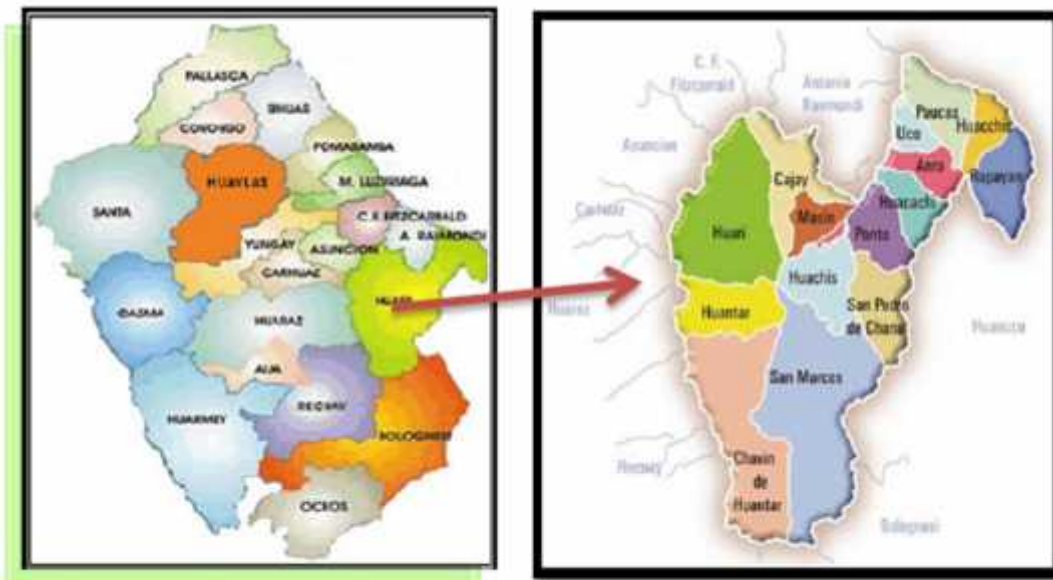 PALLASCA
SIHUAS
CORONGO
POMABAMBA
HUAYLAS
M. LUZURIAGA
SANTA
C.F. FITZCARRALD
A. RAIMONDI
YUNGAY
ASUNCION
CARHUAZ
HUARI
CASMA
HUARAZ
AIJA
RECUAY
HUARMEY
BOLOGNESI
OCROS
C. F.
Fitzcarrald
Antonio
Raimondi
Asuncion
Paucas
Uco
Huacchis
Anra
Rapayan
Cajay
Huacachi
Carhuaz
Masin
Huari
Ponto
Huachis
Huaraz
Huantar
San Pedro
de Chana
Huanuco
San Marcos
Recuay
Chavin
de
Huantar
Bolognesi